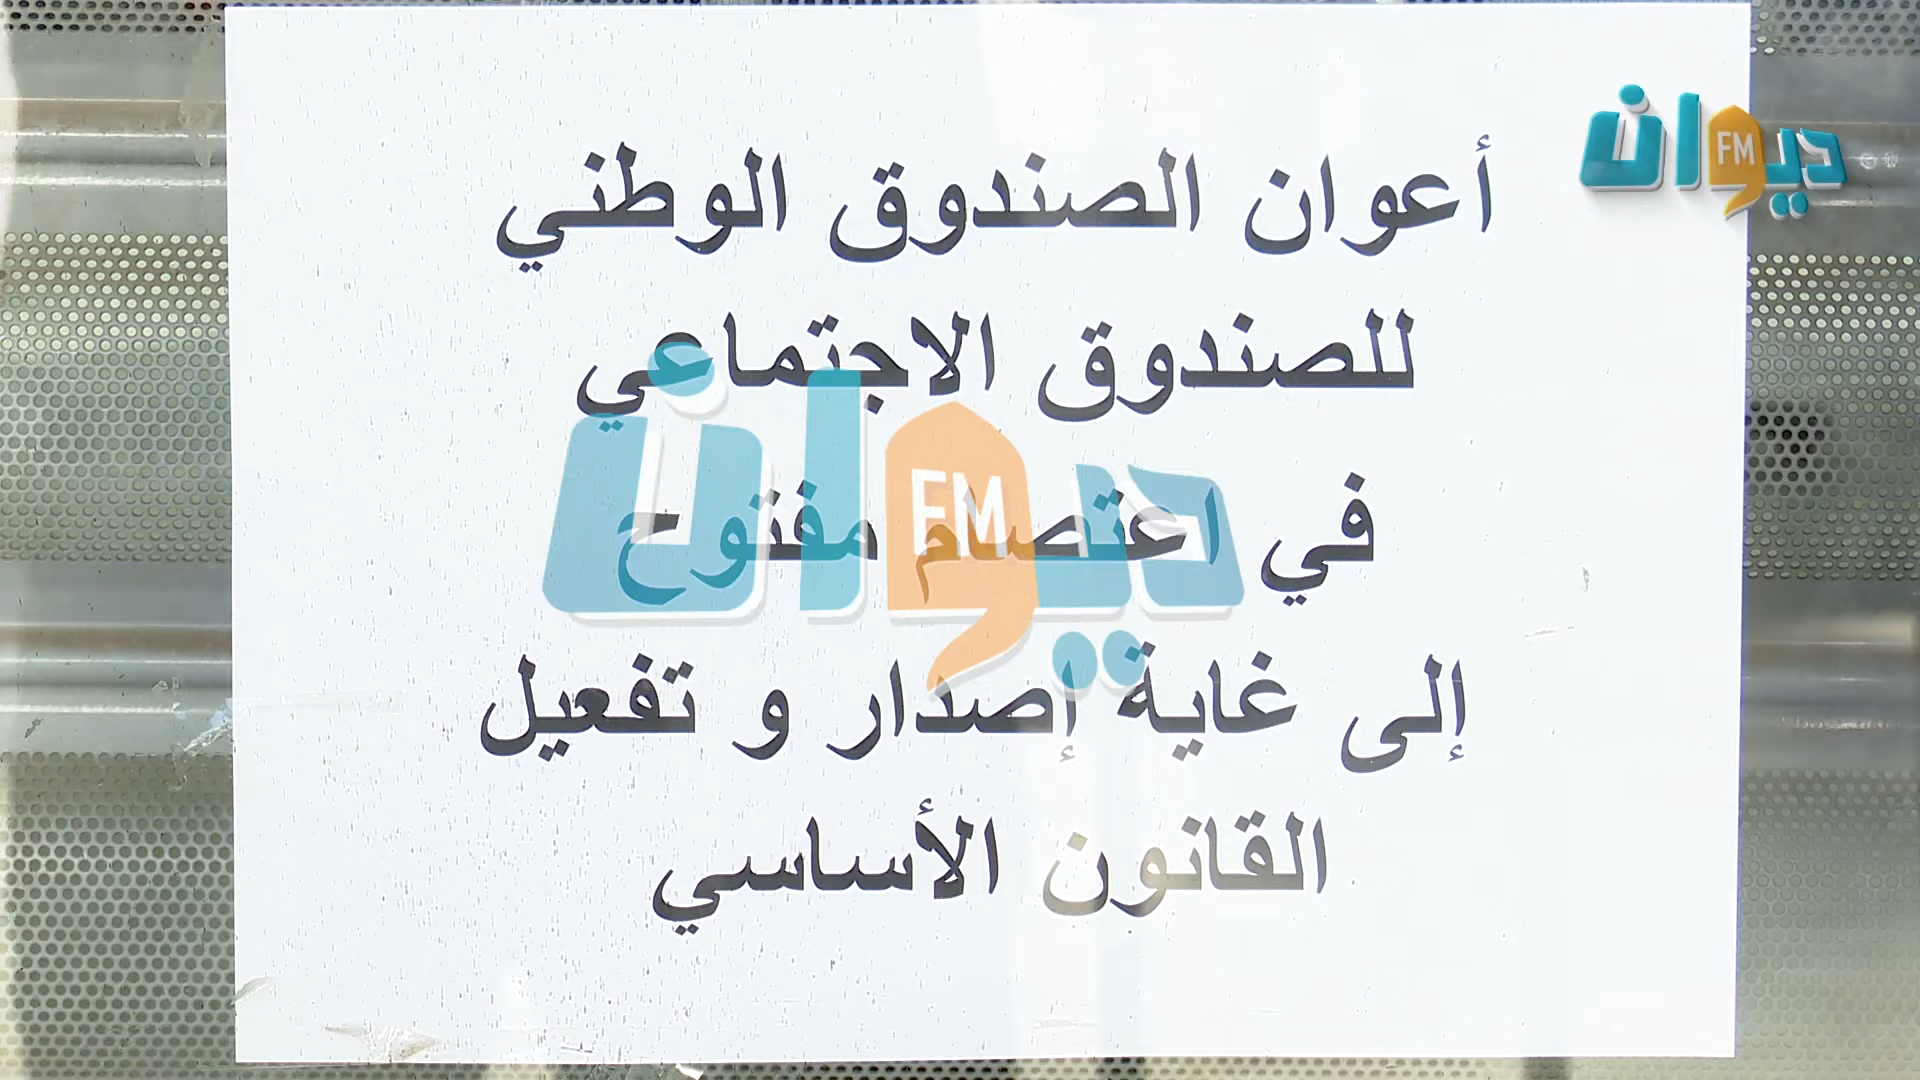 أعوان الصندوق الوطني
للصندوق الاجتماعي
في اعتصام مفتوح
إلى غاية إصدار و تفعيل
القانون الأساسي
ديوان FM
ديوان FM